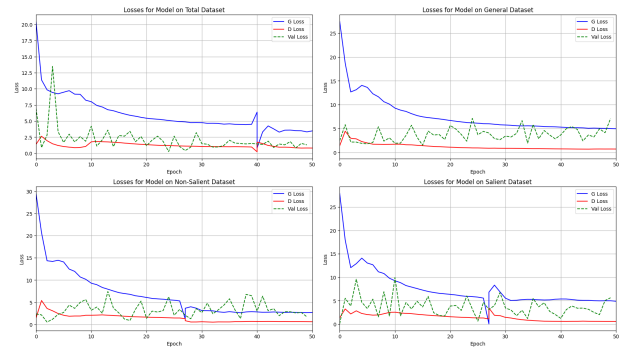 Losses for Model on Total Dataset
G Loss
D Loss
Val Loss
20.0
17.5
15.0
12.5
10.0
7.5
5.0
2.5
0.0
Loss
0 10 20 30 40 50
Epoch
Losses for Model on General Dataset
G Loss
D Loss
Val Loss
25
20
15
10
5
0
Loss
0 10 20 30 40 50
Epoch
Losses for Model on Non-Salient Dataset
G Loss
D Loss
Val Loss
30
25
20
15
10
5
0
Loss
0 10 20 30 40 50
Epoch
Losses for Model on Salient Dataset
G Loss
D Loss
Val Loss
25
20
15
10
5
0
Loss
0 10 20 30 40 50
Epoch